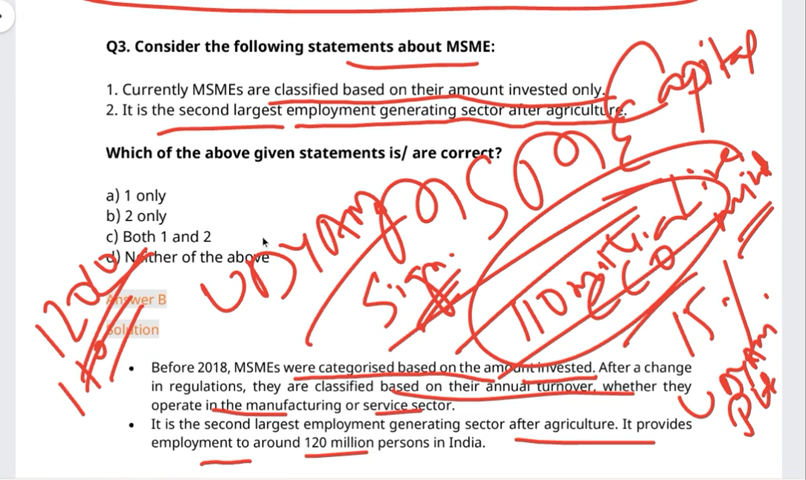 Q3. Consider the following statements about MSME:
1. Currently MSMEs are classified based on their amount invested only.
2. It is the second largest employment generating sector after agriculture.
Which of the above given statements is/ are correct?
a) 1 only
b) 2 only
c) Both 1 and 2
d) Neither of the above
Answer B
Solution
• Before 2018, MSMEs were categorised based on the amount invested. After a change
in regulations, they are classified based on their annual turnover, whether they
operate in the manufacturing or service sector.
• It is the second largest employment generating sector after agriculture. It provides
employment to around 120 million persons in India.
Capital
MSME
UDYAM
110 million
15.1.
UDYAM